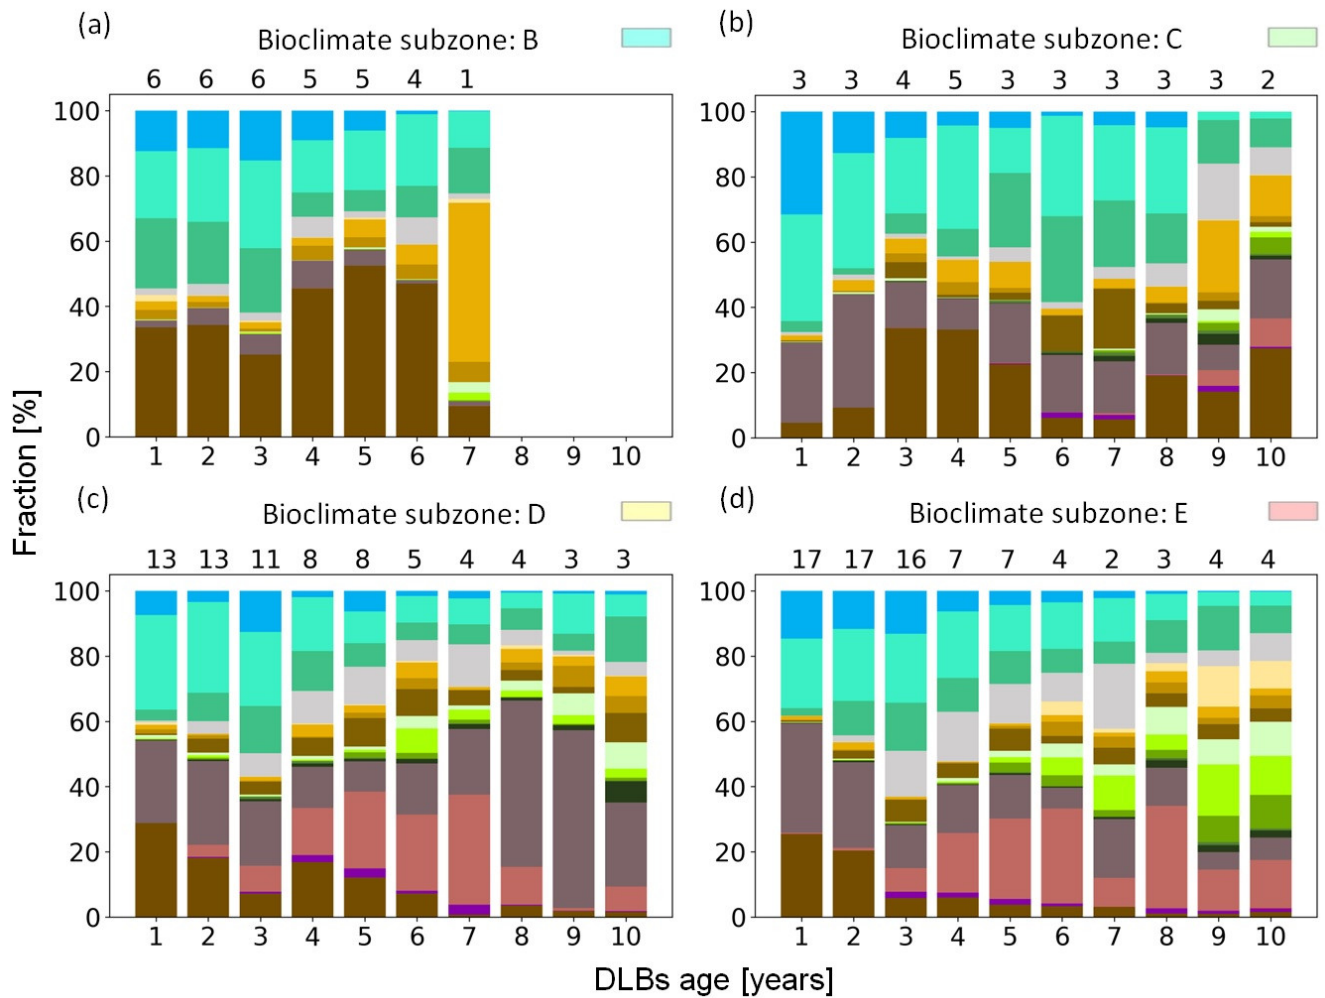 (a)
Bioclimate subzone: B
6 6 6 5 5 4 1
100
80
60
40
20
0
1 2 3 4 5 6 7 8 9 10
(b)
Bioclimate subzone: C
3 3 4 5 3 3 3 3 3 2
100
80
60
40
20
0
1 2 3 4 5 6 7 8 9 10
(c)
Bioclimate subzone: D
13 13 11 8 8 5 4 4 3 3
100
80
60
40
20
0
1 2 3 4 5 6 7 8 9 10
(d)
Bioclimate subzone: E
17 17 16 7 7 4 2 3 4 4
100
80
60
40
20
0
1 2 3 4 5 6 7 8 9 10
Fraction [%]
DLBs age [years]